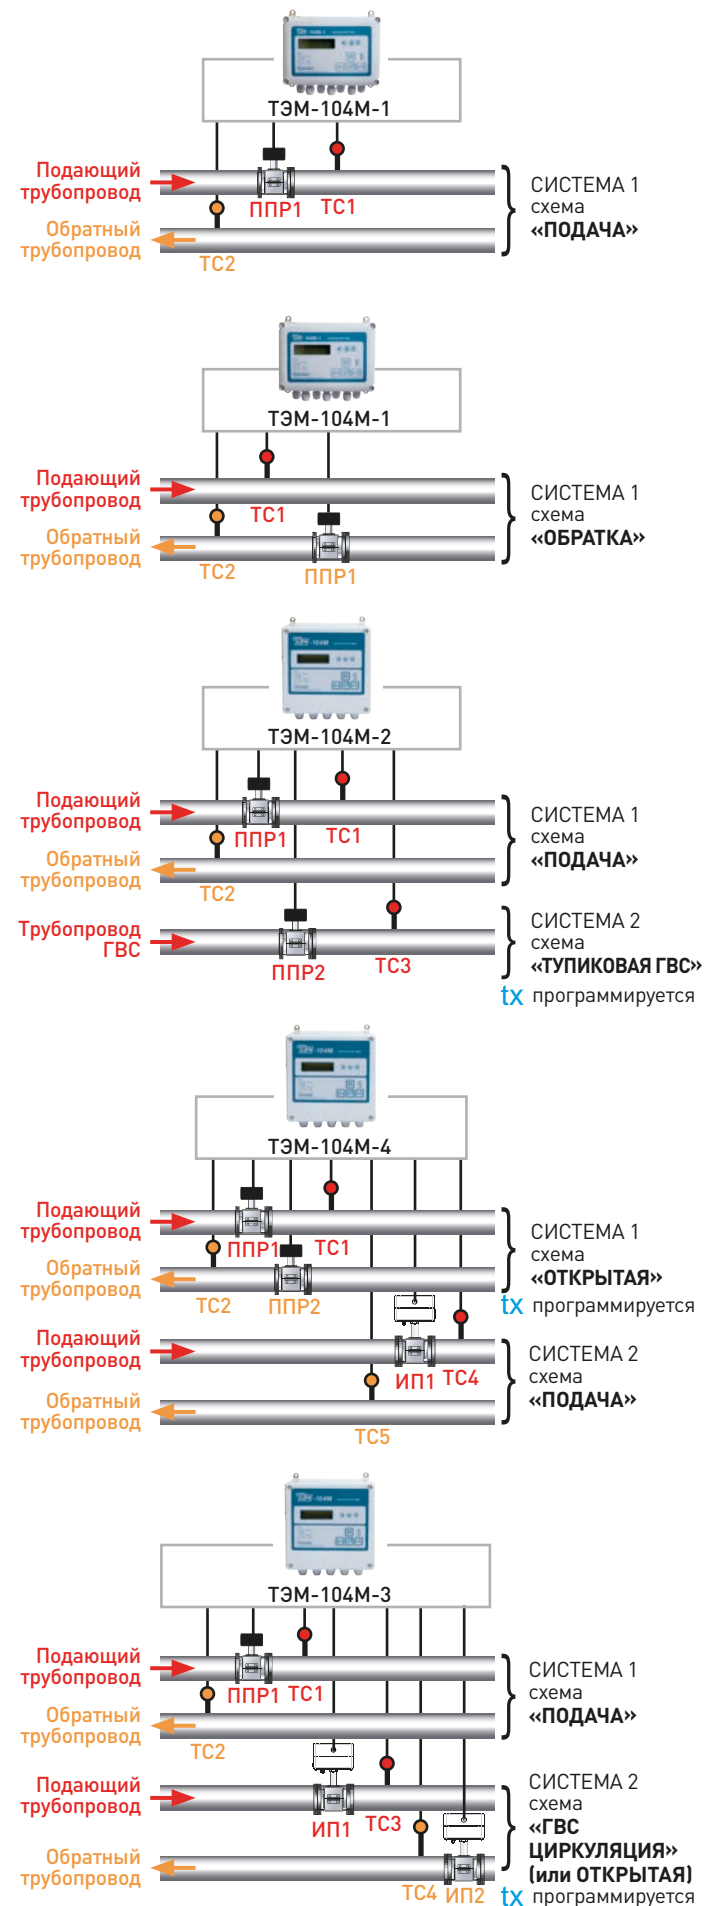 ТЭМ-104М-1
Подающий
трубопровод
ППР1
ТС1
Обратный
трубопровод
ТС2
СИСТЕМА 1
схема
«ПОДАЧА»
ТЭМ-104М-1
Подающий
трубопровод
ТС1
Обратный
трубопровод
ТС2
ППР1
СИСТЕМА 1
схема
«ОБРАТКА»
ТЭМ-104М-2
Подающий
трубопровод
ППР1
ТС1
Обратный
трубопровод
ТС2
СИСТЕМА 1
схема
«ПОДАЧА»
Трубопровод
ГВС
ППР2
ТС3
СИСТЕМА 2
схема
«ТУПИКОВАЯ ГВС»
tx программируется
ТЭМ-104М-4
Подающий
трубопровод
ППР1
ТС1
Обратный
трубопровод
ТС2
ППР2
СИСТЕМА 1
схема
«ОТКРЫТАЯ»
tx программируется
Подающий
трубопровод
ИП1
ТС4
Обратный
трубопровод
ТС5
СИСТЕМА 2
схема
«ПОДАЧА»
ТЭМ-104М-3
Подающий
трубопровод
ППР1
ТС1
Обратный
трубопровод
ТС2
СИСТЕМА 1
схема
«ПОДАЧА»
Подающий
трубопровод
ИП1
ТС3
Обратный
трубопровод
ТС4
ИП2
СИСТЕМА 2
схема
«ГВС
ЦИРКУЛЯЦИЯ»
(или ОТКРЫТАЯ)
tx программируется